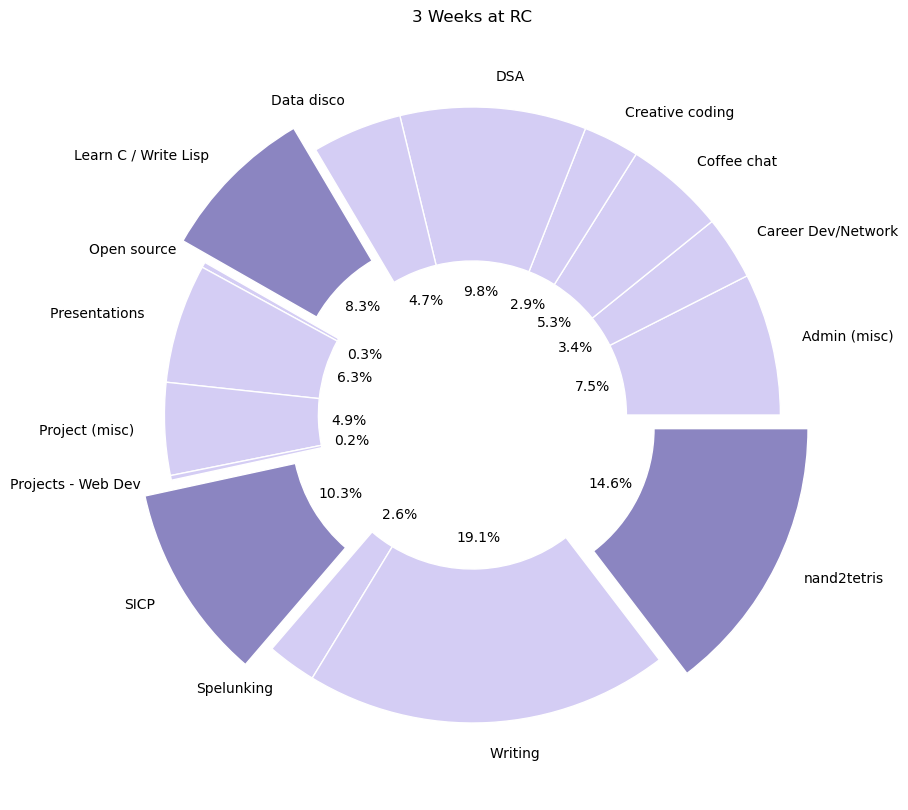 3 Weeks at RC
DSA
Data disco
Creative coding
Learn C / Write Lisp
Coffee chat
Career Dev/Network
Open source
Presentations
Admin (misc)
Project (misc)
Projects - Web Dev
SICP
nand2tetris
Spelunking
Writing
9.8%
4.7%
2.9%
8.3%
5.3%
3.4%
0.3%
6.3%
7.5%
4.9%
0.2%
14.6%
10.3%
2.6%
19.1%